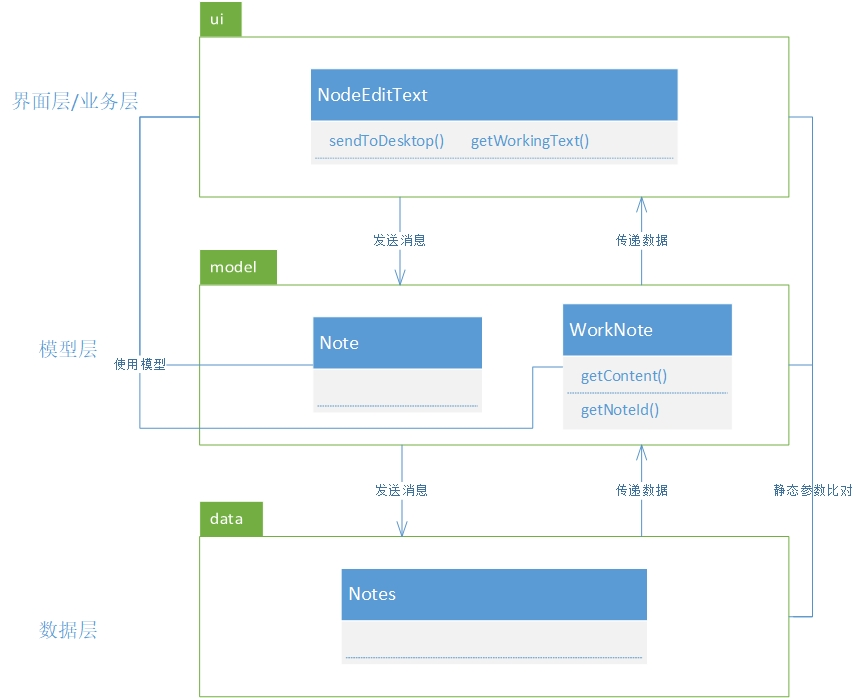 ui
界面层/业务层
NodeEditText
sendToDesktop() getWorkingText()
发送消息
传递数据
model
模型层
Note
WorkNote
使用模型
getContent()
getNoteId()
发送消息
传递数据
静态参数比对
data
Notes
数据层